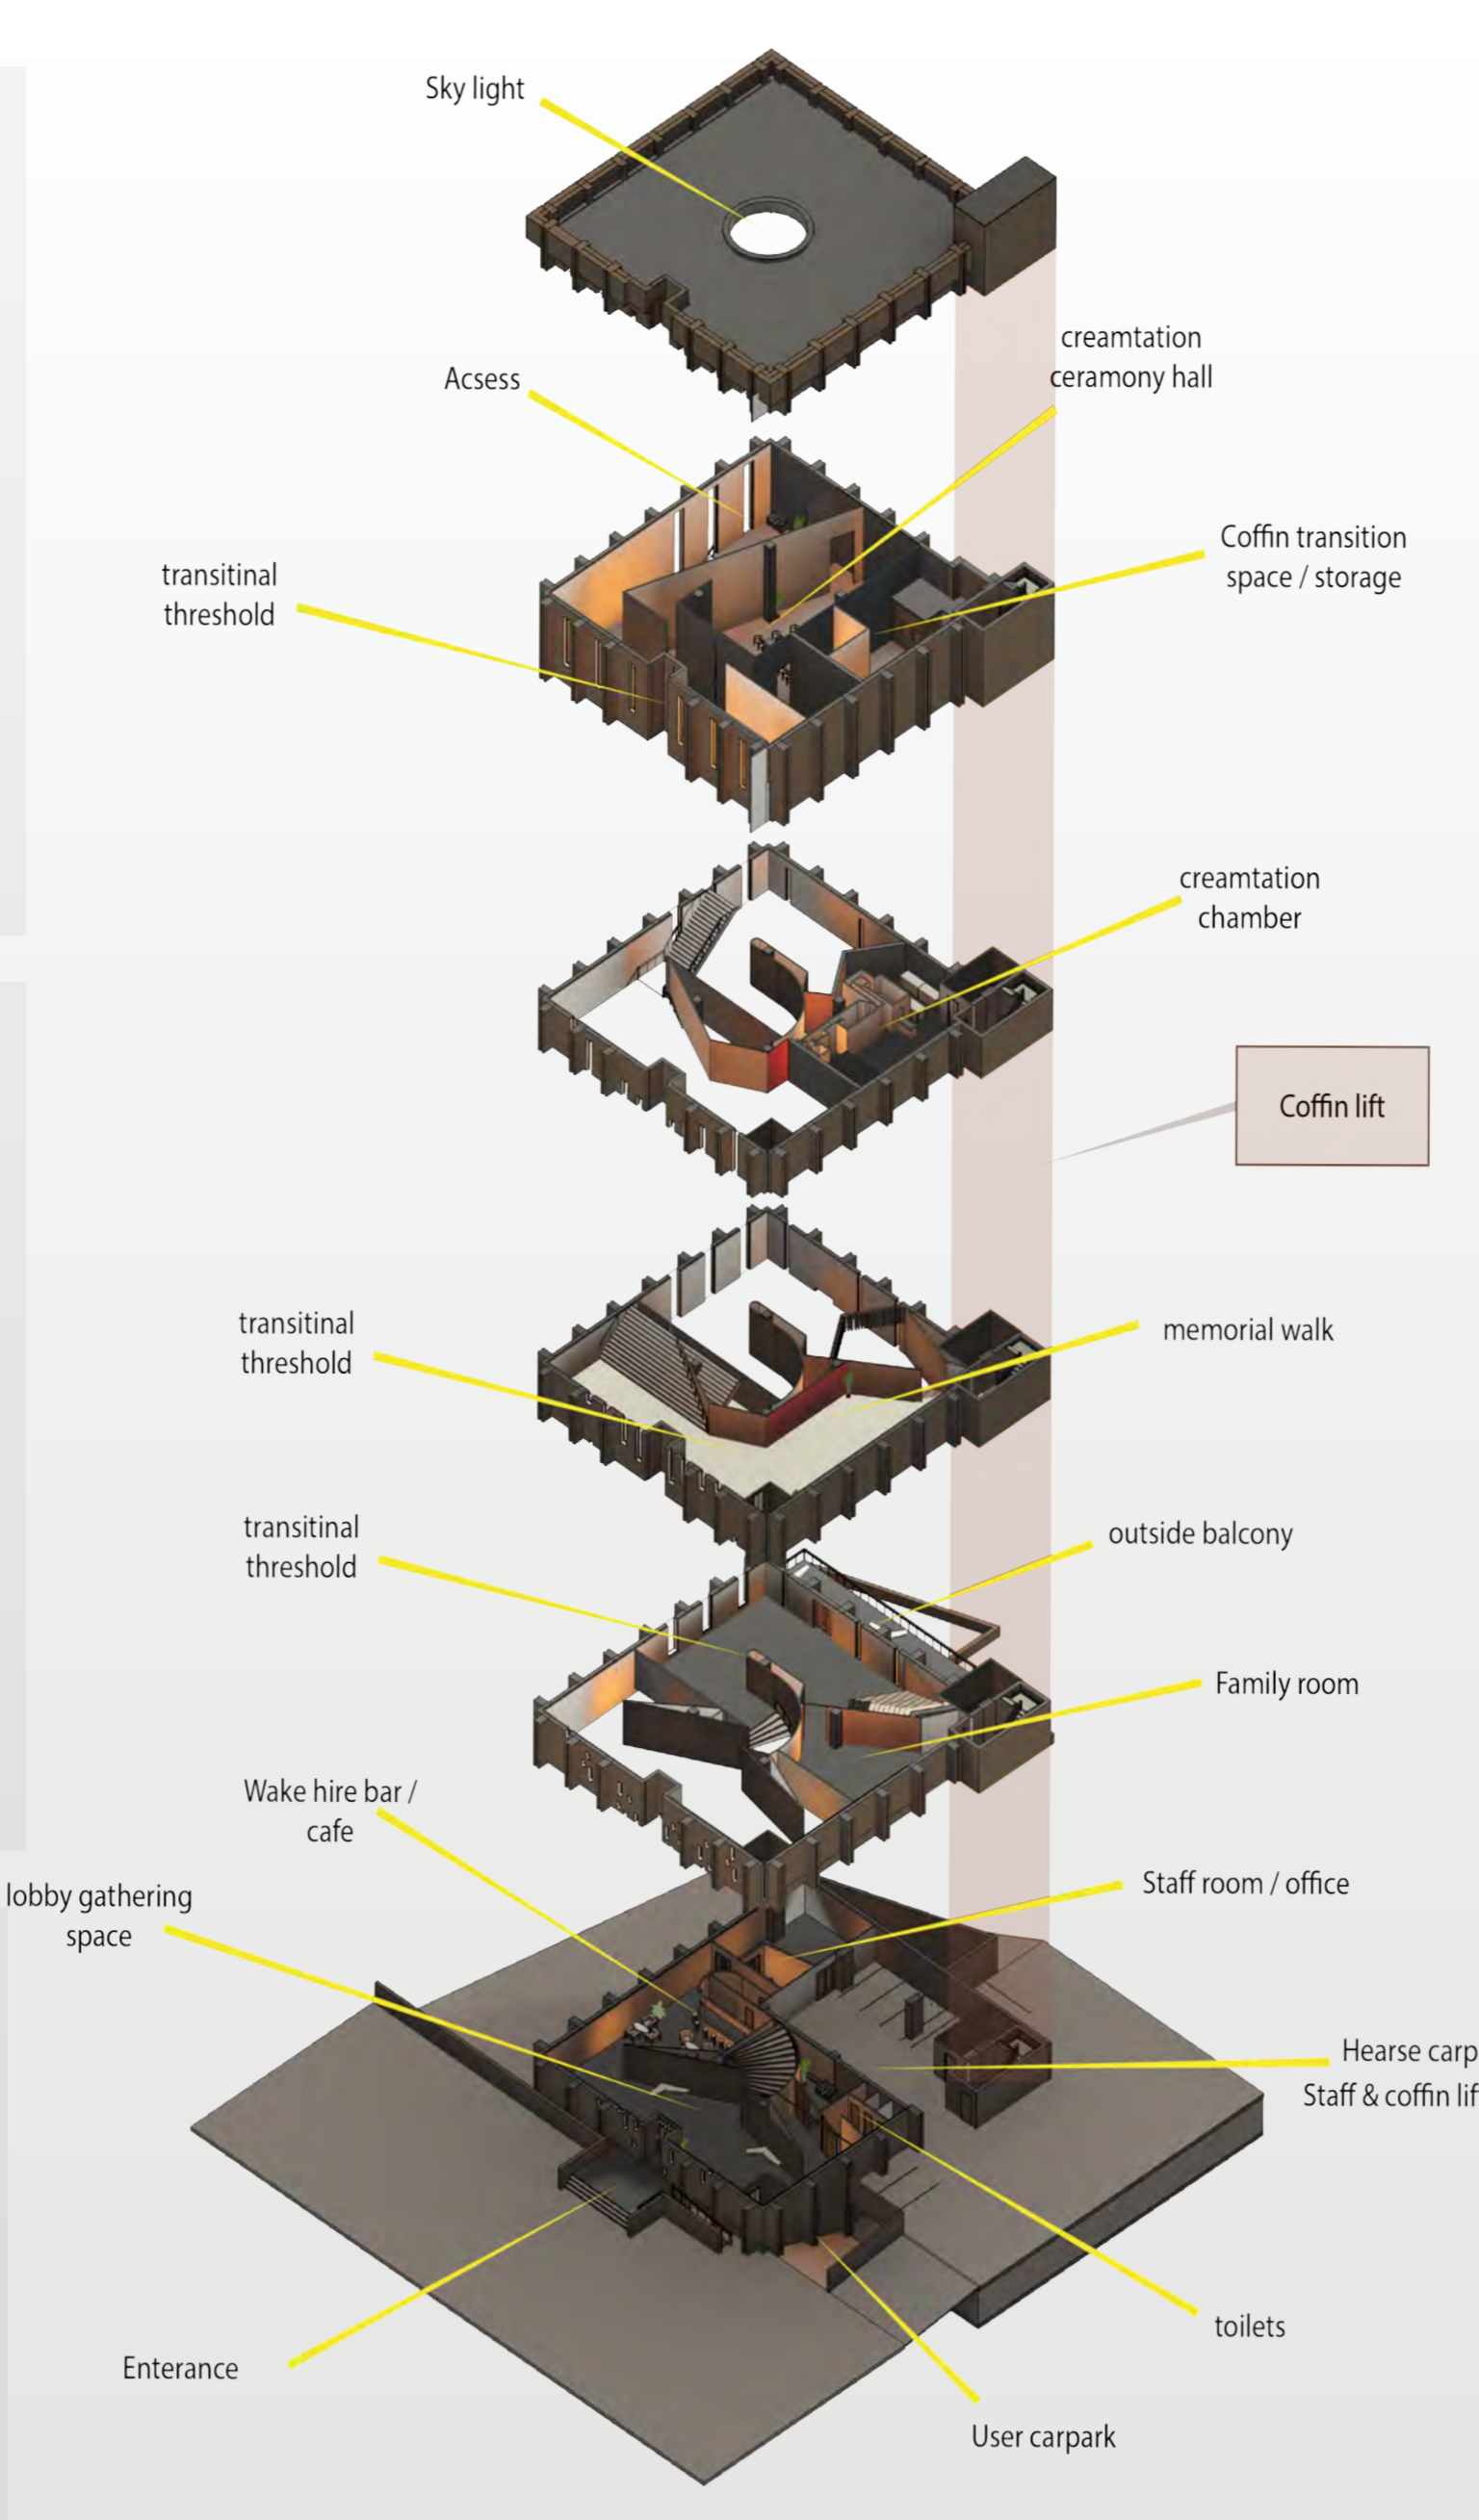 Sky light
creamtation
ceramony hall
Acsess
Coffin transition
space / storage
transitinal
threshold
creamtation
chamber
Coffin lift
transitinal
threshold
memorial walk
transitinal
threshold
outside balcony
Family room
Wake hire bar /
cafe
Staff room / office
lobby gathering
space
Hearse carp
Staff & coffin lif
toilets
Enterance
User carpark